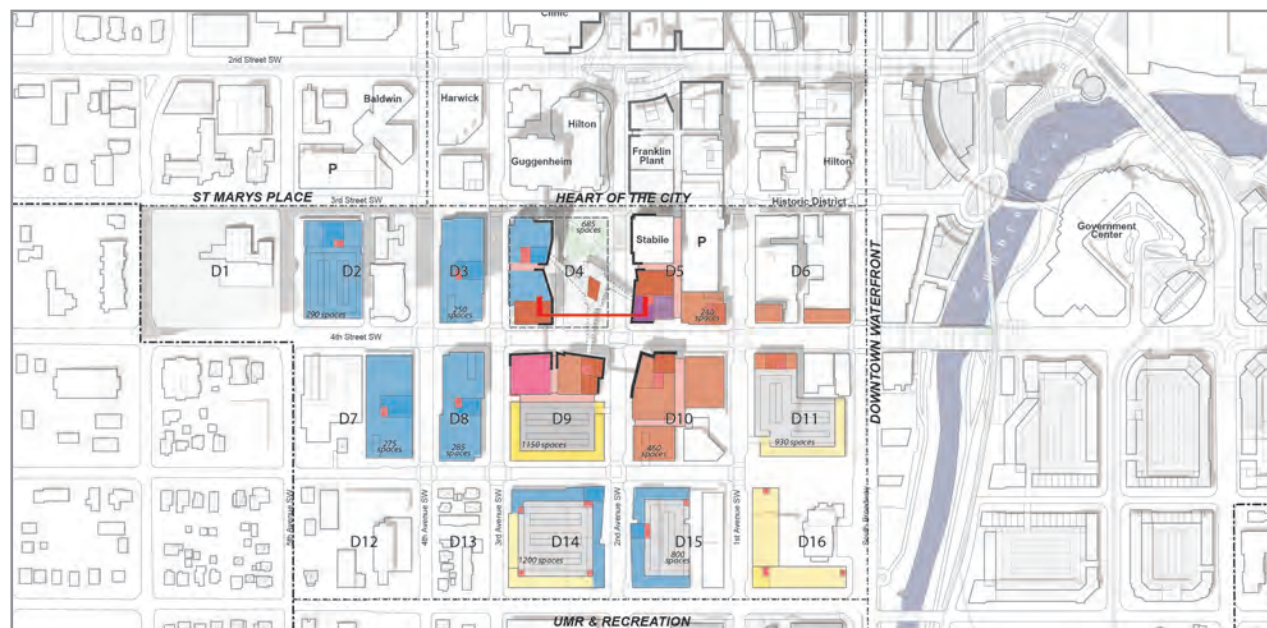 Clinic
2nd Street SW
Baldwin
Harwick
Hilton
Guggenheim
Franklin
Plant
Hilton
P
ST MARYS PLACE
3rd Street SW
HEART OF THE CITY
Historic District
Zumbro River
Government
Center
685
spaces
Stabile
P
D1
D2
D3
D4
D5
D6
290 spaces
250
spaces
240
spaces
4th Street SW
DOWNTOWN WATERFRONT
D7
D8
D9
D10
D11
275
spaces
265
spaces
1150 spaces
450
spaces
930 spaces
5th Avenue SW
4th Avenue SW
3rd Avenue SW
2nd Avenue SW
1st Avenue SW
South Broadway
D12
D13
D14
D15
D16
1200 spaces
800
spaces
UMR & RECREATION